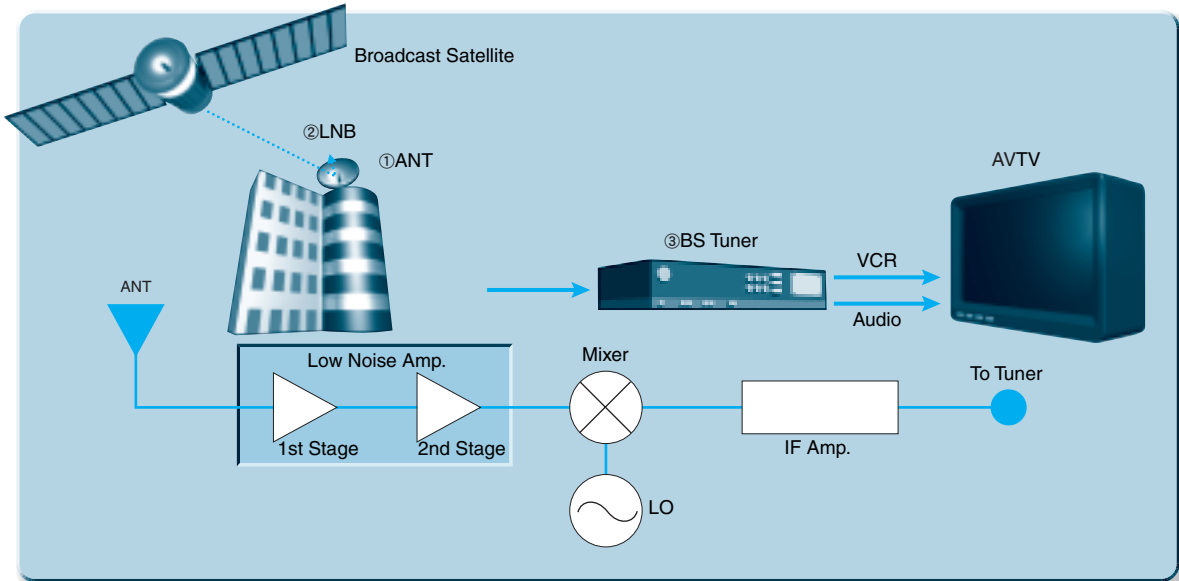 Broadcast Satellite
②LNB
①ANT
AVTV
③BS Tuner
VCR
Audio
ANT
Low Noise Amp.
Mixer
To Tuner
1st Stage
2nd Stage
IF Amp.
LO